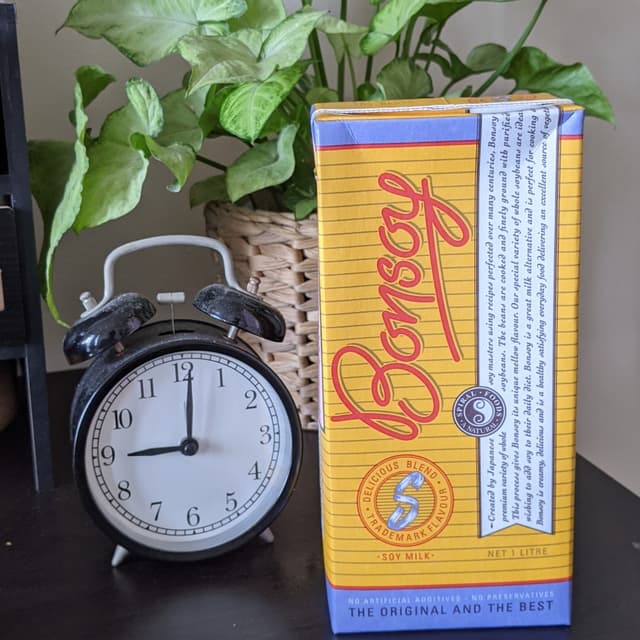 12
1
2
3
4
5
6
7
8
9
10
11
Bonsoy
Created by Japanese soy masters using recipes perfected over many centuries, Bonsoy
premium variety of whole soybeans. The beans are cooked and finely ground with purified
This process gives Bonsoy its unique mellow flavour. Our special variety of whole soybeans are
wishing to add soy to their daily diet. Bonsoy is a great milk alternative and is perfect for cooking
Bonsoy is creamy, delicious and is a healthy satisfying everyday food delivering an excellent source of
SPIRAL FOODS
NATURAL
DELICIOUS BLEND
S
TRADEMARK FLAVOUR
SOY MILK
NET 1 LITRE
NO ARTIFICIAL ADDITIVES - NO PRESERVATIVES
THE ORIGINAL AND THE BEST